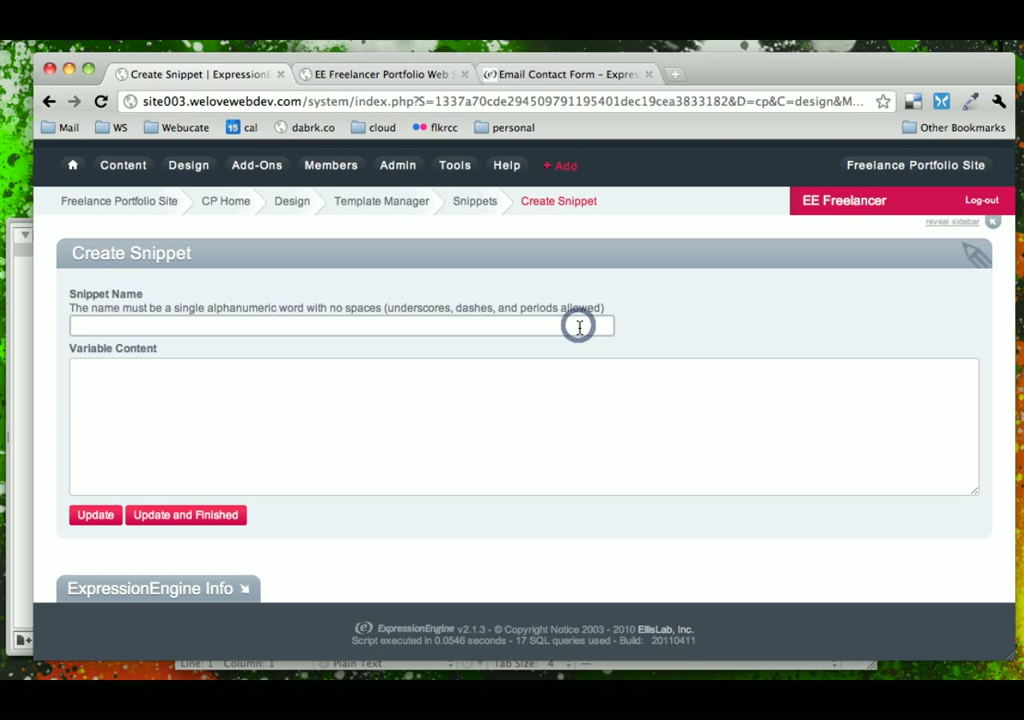 Create Snippet | ExpressionE
EE Freelancer Portfolio Web S
Email Contact Form – Expres
site003.welovewebdev.com/system/index.php?S=1337a70cde294509791195401dec19cea3833182&D=cp&C=design&M...
Mail
WS
Webucate
15 cal
dabrk.co
cloud
flkrcc
personal
Other Bookmarks
Content
Design
Add-Ons
Members
Admin
Tools
Help
+ Add
Freelance Portfolio Site
Freelance Portfolio Site
CP Home
Design
Template Manager
Snippets
Create Snippet
EE Freelancer
Log-out
reveal sidebar
Create Snippet
Snippet Name
The name must be a single alphanumeric word with no spaces (underscores, dashes, and periods allowed)
Variable Content
Update
Update and Finished
ExpressionEngine Info
ExpressionEngine v2.1.3 - © Copyright Notice 2003 - 2010 EllisLab, Inc.
Script executed in 0.0546 seconds - 17 SQL queries used - Build: 20110411
Line: 1 Column: 1
Plain Text
Tab Size: 4